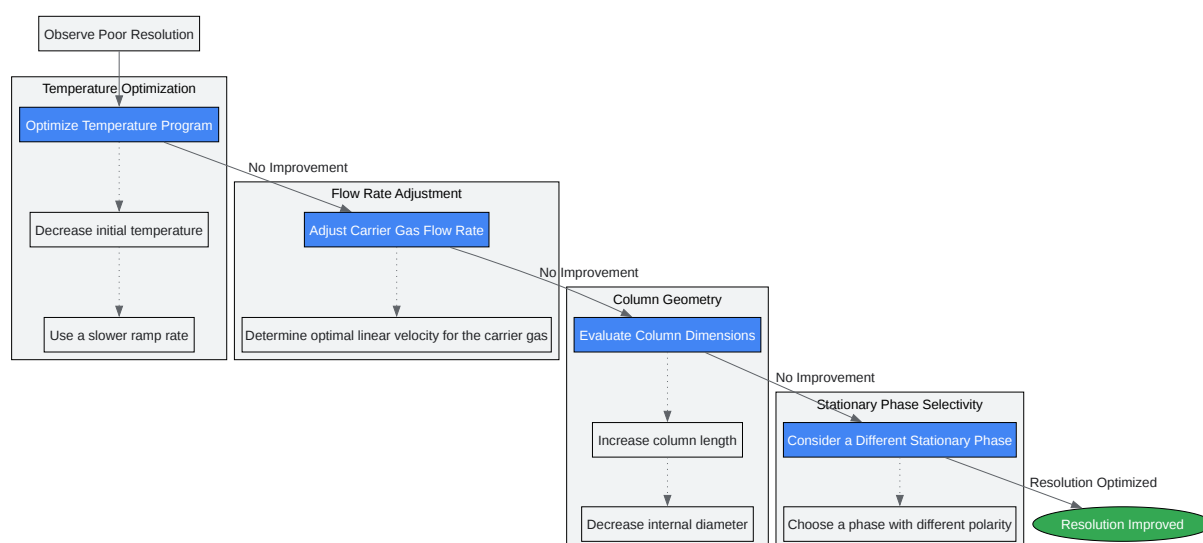 Observe Poor Resolution
Temperature Optimization
Optimize Temperature Program
No Improvement
Flow Rate Adjustment
Decrease initial temperature
Adjust Carrier Gas Flow Rate
No Improvement
Column Geometry
Use a slower ramp rate
Determine optimal linear velocity for the carrier gas
Evaluate Column Dimensions
No Improvement
Stationary Phase Selectivity
Increase column length
Consider a Different Stationary Phase
Resolution Optimized
Decrease internal diameter
Choose a phase with different polarity
Resolution Improved